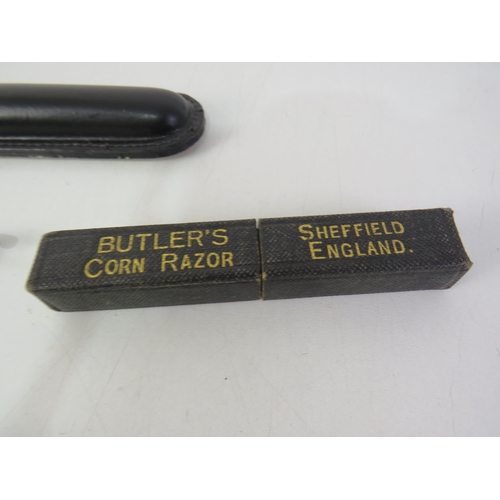 BUTLER'S
CORN RAZOR
SHEFFIELD
ENGLAND.